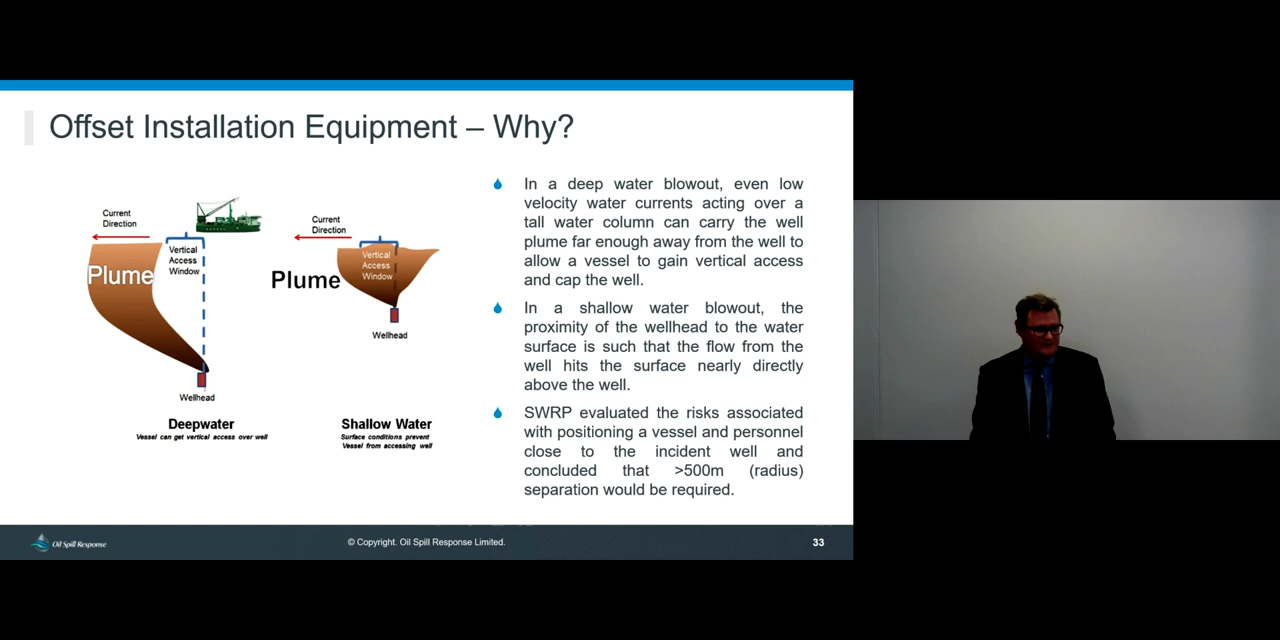 Offset Installation Equipment – Why?
Current
Direction
Plume
Vertical
Access
Window
Wellhead
Deepwater
Vessel can get vertical access over well
Current
Direction
Plume
Vertical
Access
Window
Wellhead
Shallow Water
Surface conditions prevent
Vessel from accessing well
In a deep water blowout, even low
velocity water currents acting over a
tall water column can carry the well
plume far enough away from the well to
allow a vessel to gain vertical access
and cap the well.
In a shallow water blowout, the
proximity of the wellhead to the water
surface is such that the flow from the
well hits the surface nearly directly
above the well.
SWRP evaluated the risks associated
with positioning a vessel and personnel
close to the incident well and
concluded that >500m (radius)
separation would be required.
Oil Spill Response
© Copyright. Oil Spill Response Limited.
33